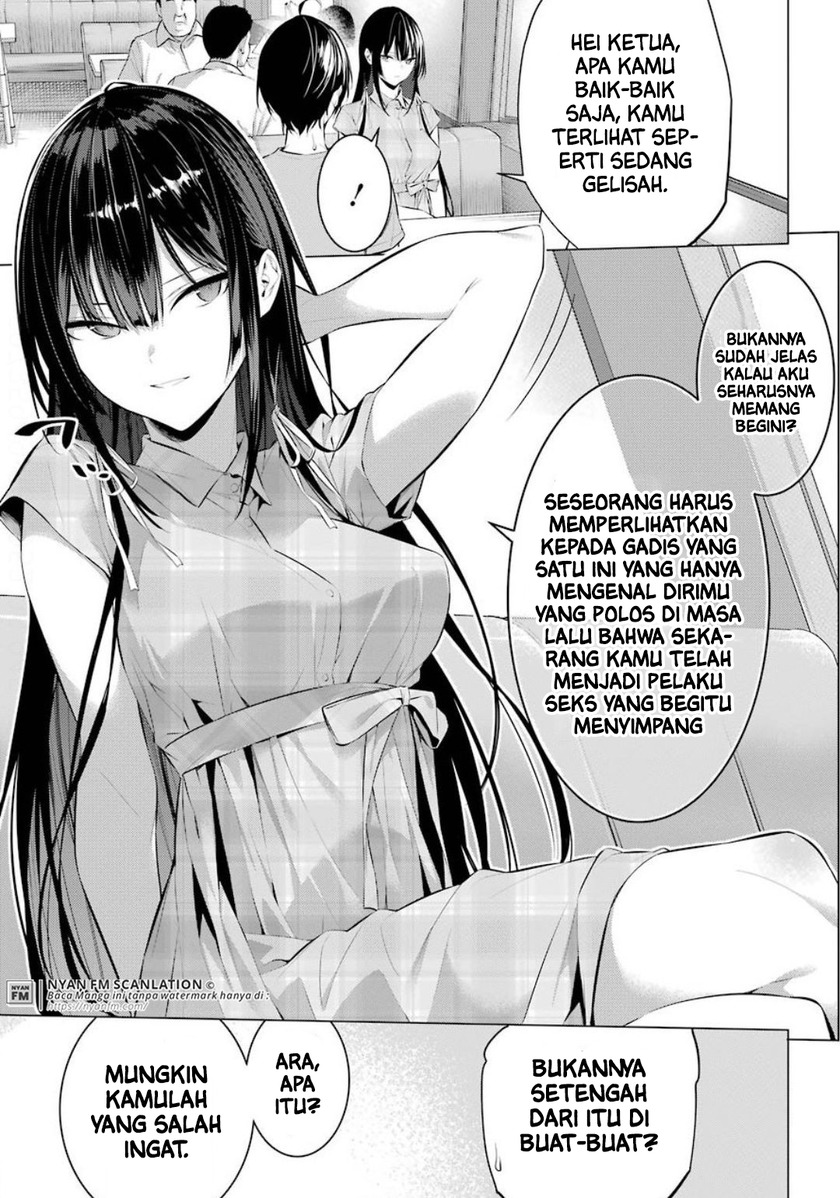 HEI KETUA,
APA KAMU
BAIK-BAIK
SAJA, KAMU
TERLIHAT SEP-
ERTI SEDANG
GELISAH.
!
BUKANNYA
SUDAH JELAS
KALAU AKU
SEHARUSNYA
MEMANG
BEGINI?
SESEORANG HARUS
MEMPERLIHATKAN
KEPADA GADIS YANG
SATU INI YANG HANYA
MENGENAL DIRIMU
YANG POLOS DI MASA
LALU BAHWA SEKA-
RANG KAMU TELAH
MENJADI PELAKU
SEKS YANG BEGITU
MENYIMPANG
NYAN
FM
NYAN FM SCANLATION ©
Baca Manga ini tanpa watermark hanya di :
https://nyanfm.com/
BUKANNYA
SETENGAH
DARI ITU DI
BUAT-BUAT?
ARA,
APA
ITU?
MUNGKIN
KAMULAH
YANG SALAH
INGAT.